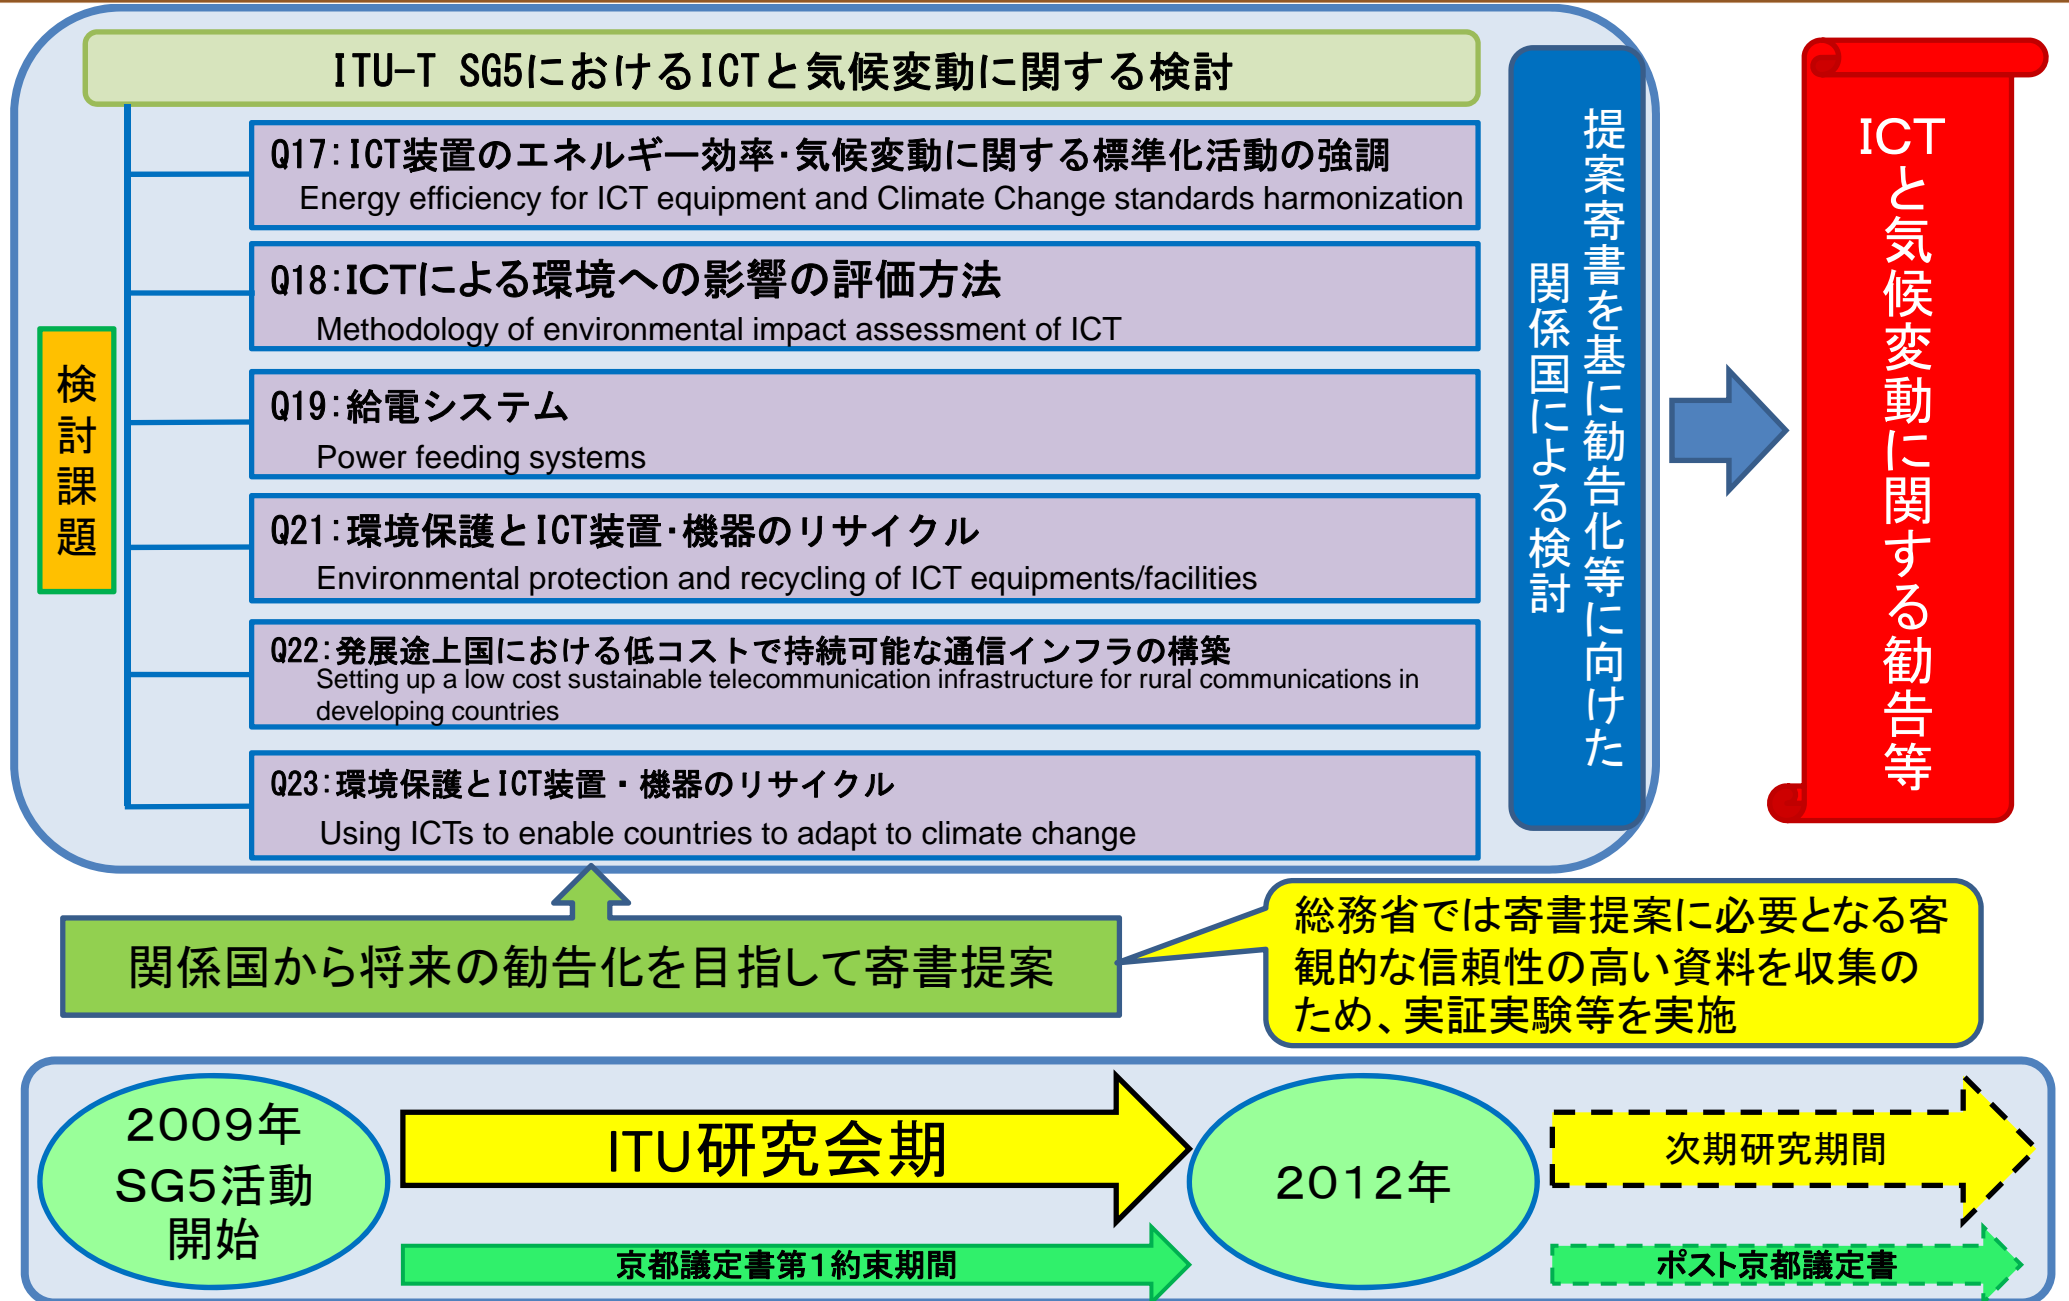 ITU-T SG5におけるICTと気候変動に関する検討
検討課題
Q17:ICT装置のエネルギー効率・気候変動に関する標準化活動の強調
Energy efficiency for ICT equipment and Climate Change standards harmonization
Q18:ICTによる環境への影響の評価方法
Methodology of environmental impact assessment of ICT
Q19:給電システム
Power feeding systems
Q21:環境保護とICT装置・機器のリサイクル
Environmental protection and recycling of ICT equipments/facilities
Q22:発展途上国における低コストで持続可能な通信インフラの構築
Setting up a low cost sustainable telecommunication infrastructure for rural communications in
developing countries
Q23:環境保護とICT装置・機器のリサイクル
Using ICTs to enable countries to adapt to climate change
提案寄書を基に勧告化等に向けた
関係国による検討
ICTと気候変動に関する勧告等
関係国から将来の勧告化を目指して寄書提案
総務省では寄書提案に必要となる客
観的な信頼性の高い資料を収集の
ため、実証実験等を実施
2009年
SG5活動
開始
ITU研究会期
京都議定書第1約束期間
2012年
次期研究期間
ポスト京都議定書